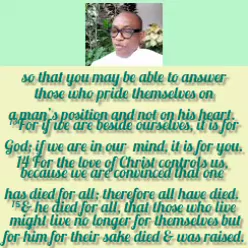 so that you may be able to answer
those who pride themselves on
a man's position and not on his heart.
¹³For if we are beside ourselves, it is for
God; if we are in our mind, it is for you.
14 For the love of Christ controls us,
because we are convinced that one
has died for all; therefore all have died.
¹⁵& he died for all, that those who live
might live no longer for themselves but
for him for their sake died & was raised.